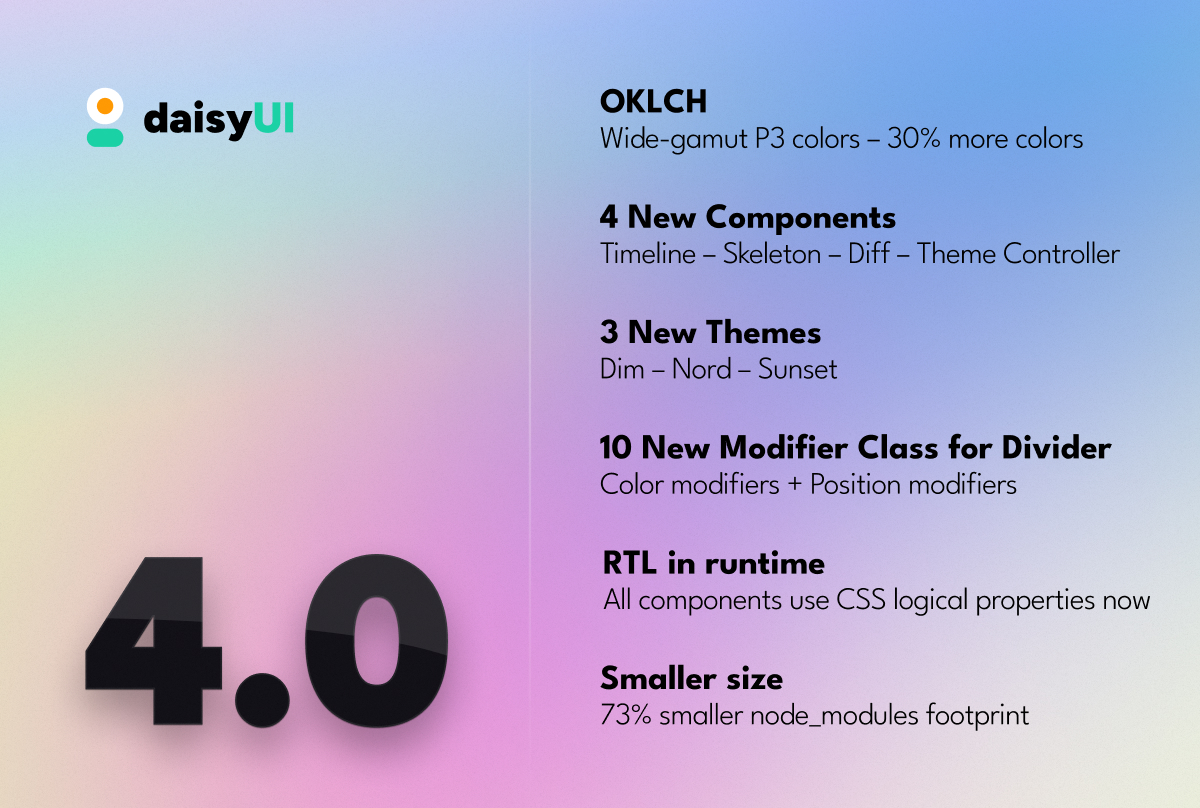 daisyUI
4.0
OKLCH
Wide-gamut P3 colors – 30% more colors
4 New Components
Timeline – Skeleton – Diff – Theme Controller
3 New Themes
Dim – Nord – Sunset
10 New Modifier Class for Divider
Color modifiers + Position modifiers
RTL in runtime
All components use CSS logical properties now
Smaller size
73% smaller node_modules footprint